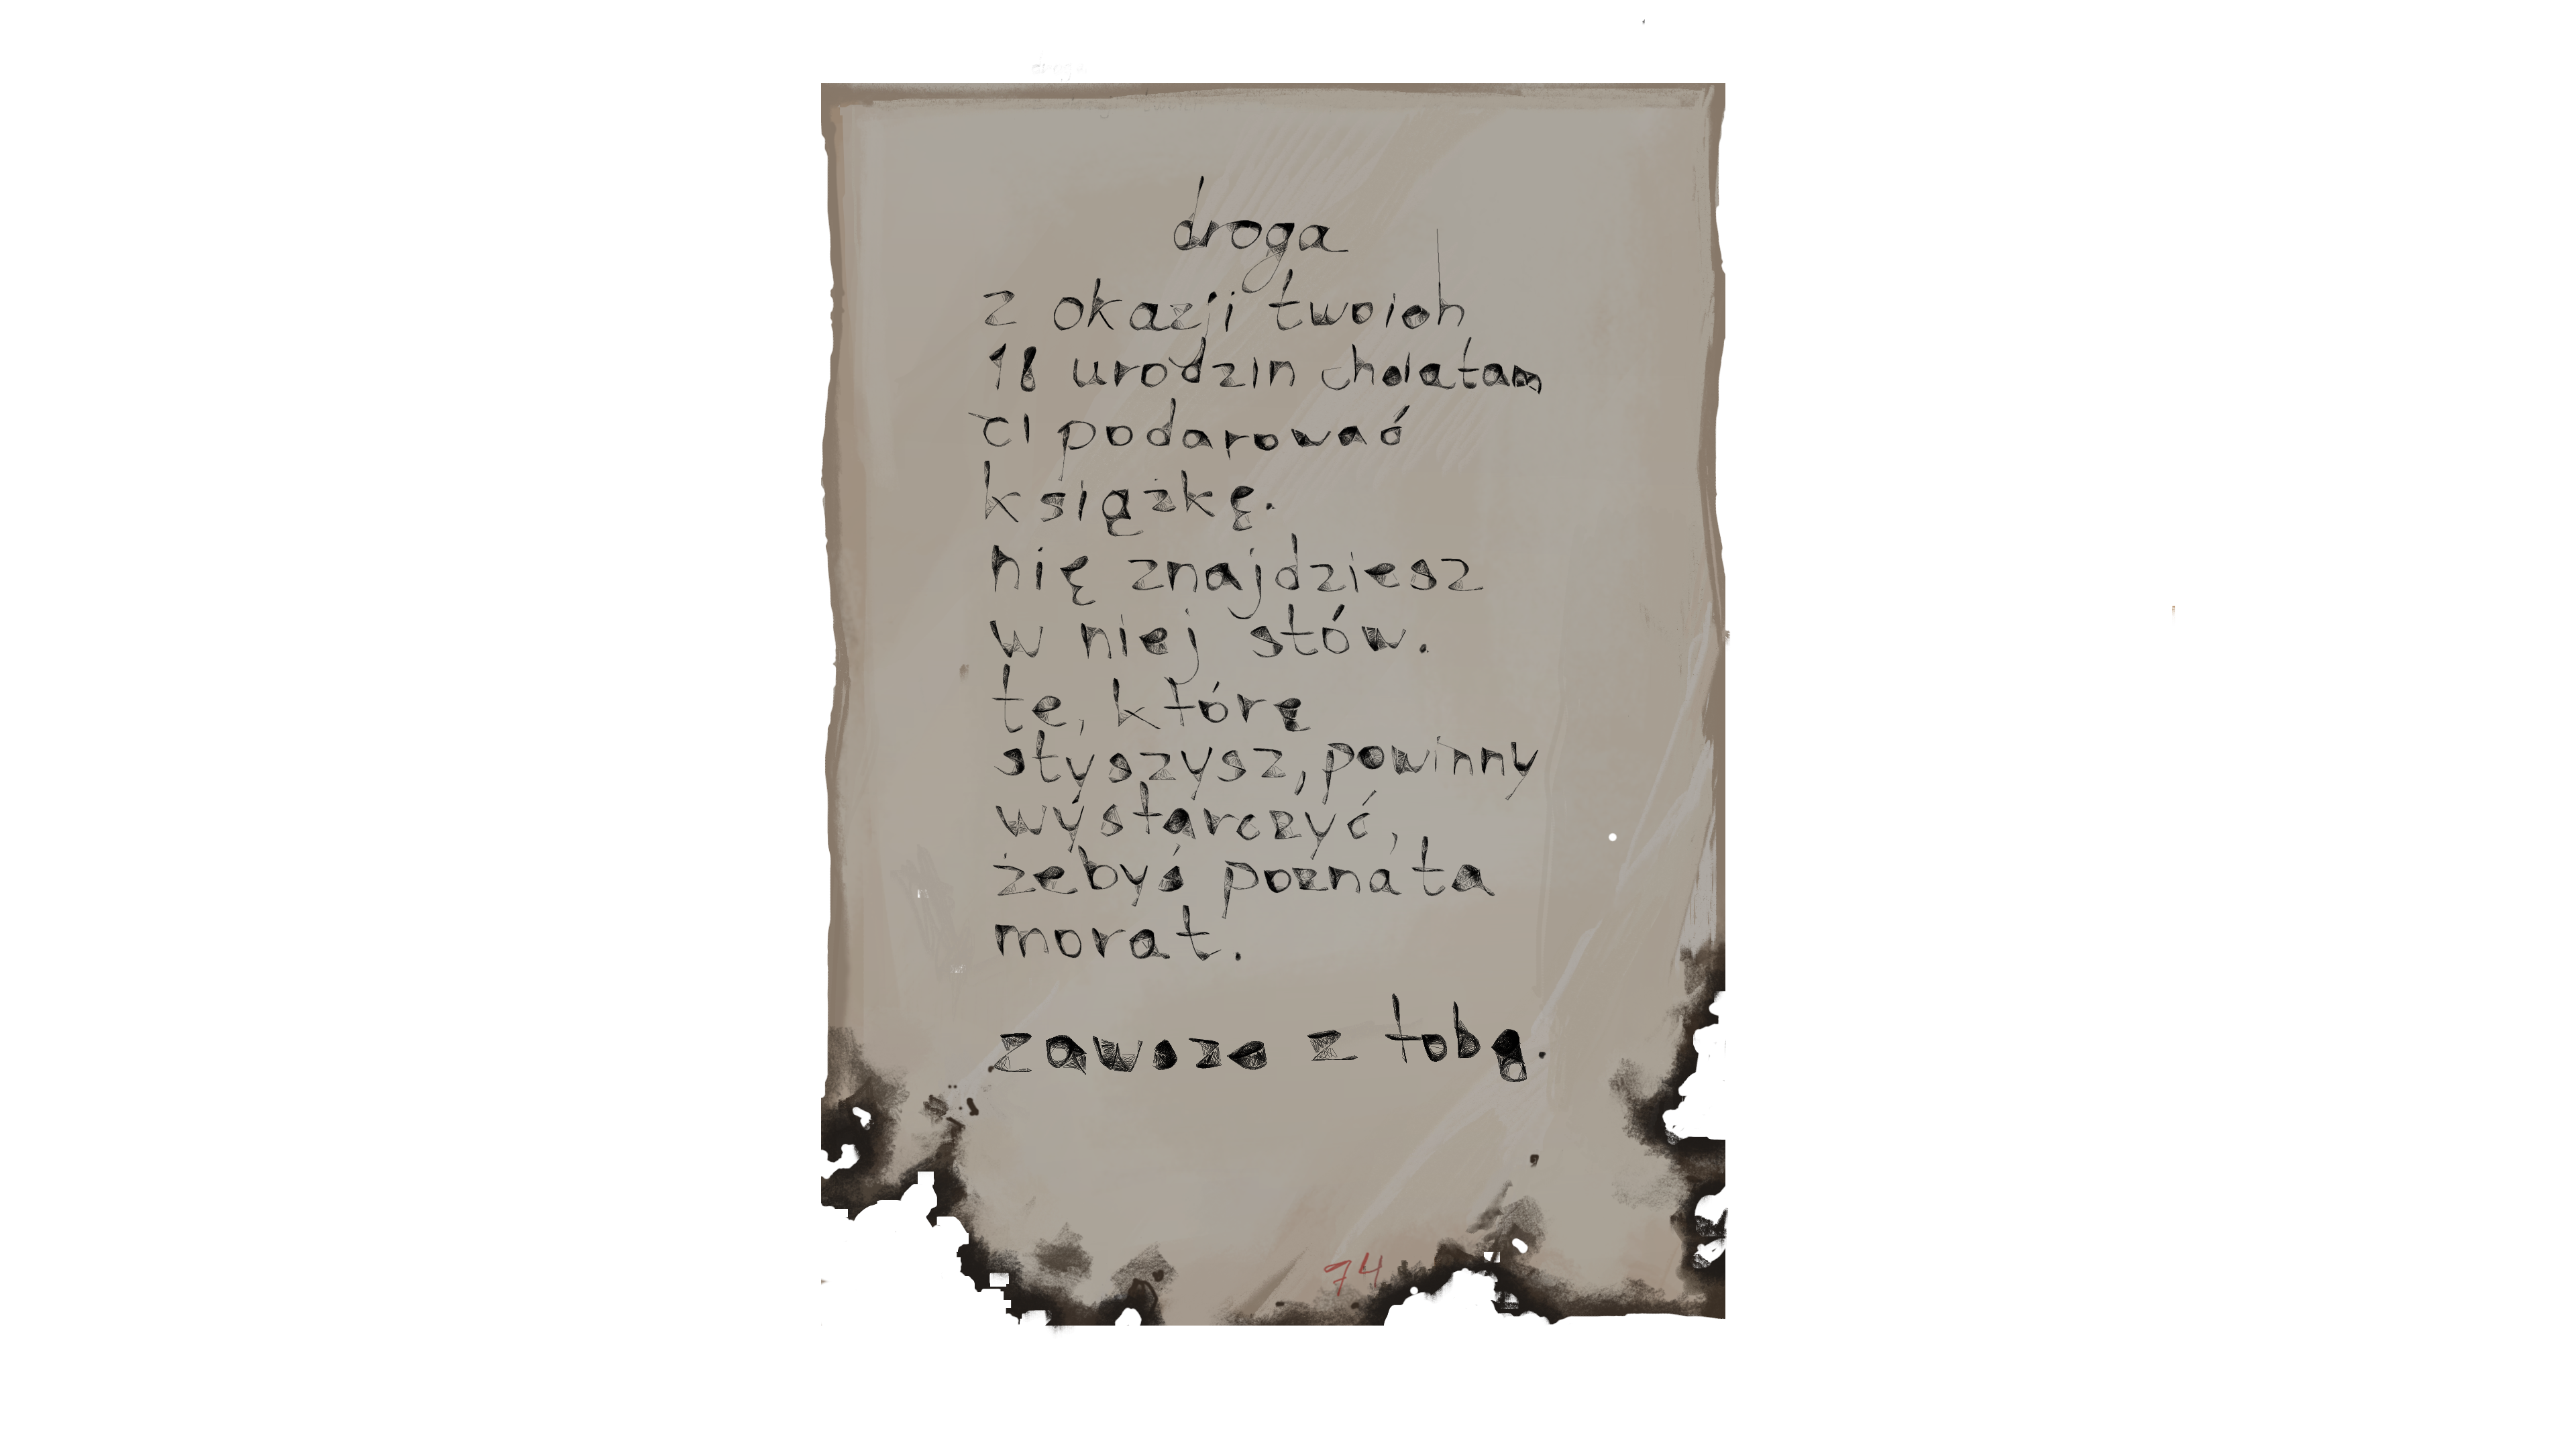 droga
z okazji twoich
18 urodzin chciałam
ci podarować
książkę.
nię znajdziesz
w niej słów.
te, którę
słyszysz, powinny
wystarczyć,
żebyś poznała
morał.
zawsze z tobą.
74